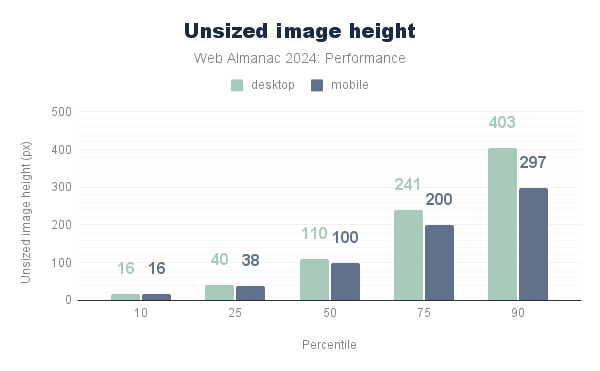 Unsized image height
Web Almanac 2024: Performance
desktop mobile
Unsized image height (px)
500
400
300
200
100
0
16 16
40 38
110 100
241 200
403 297
10 25 50 75 90
Percentile